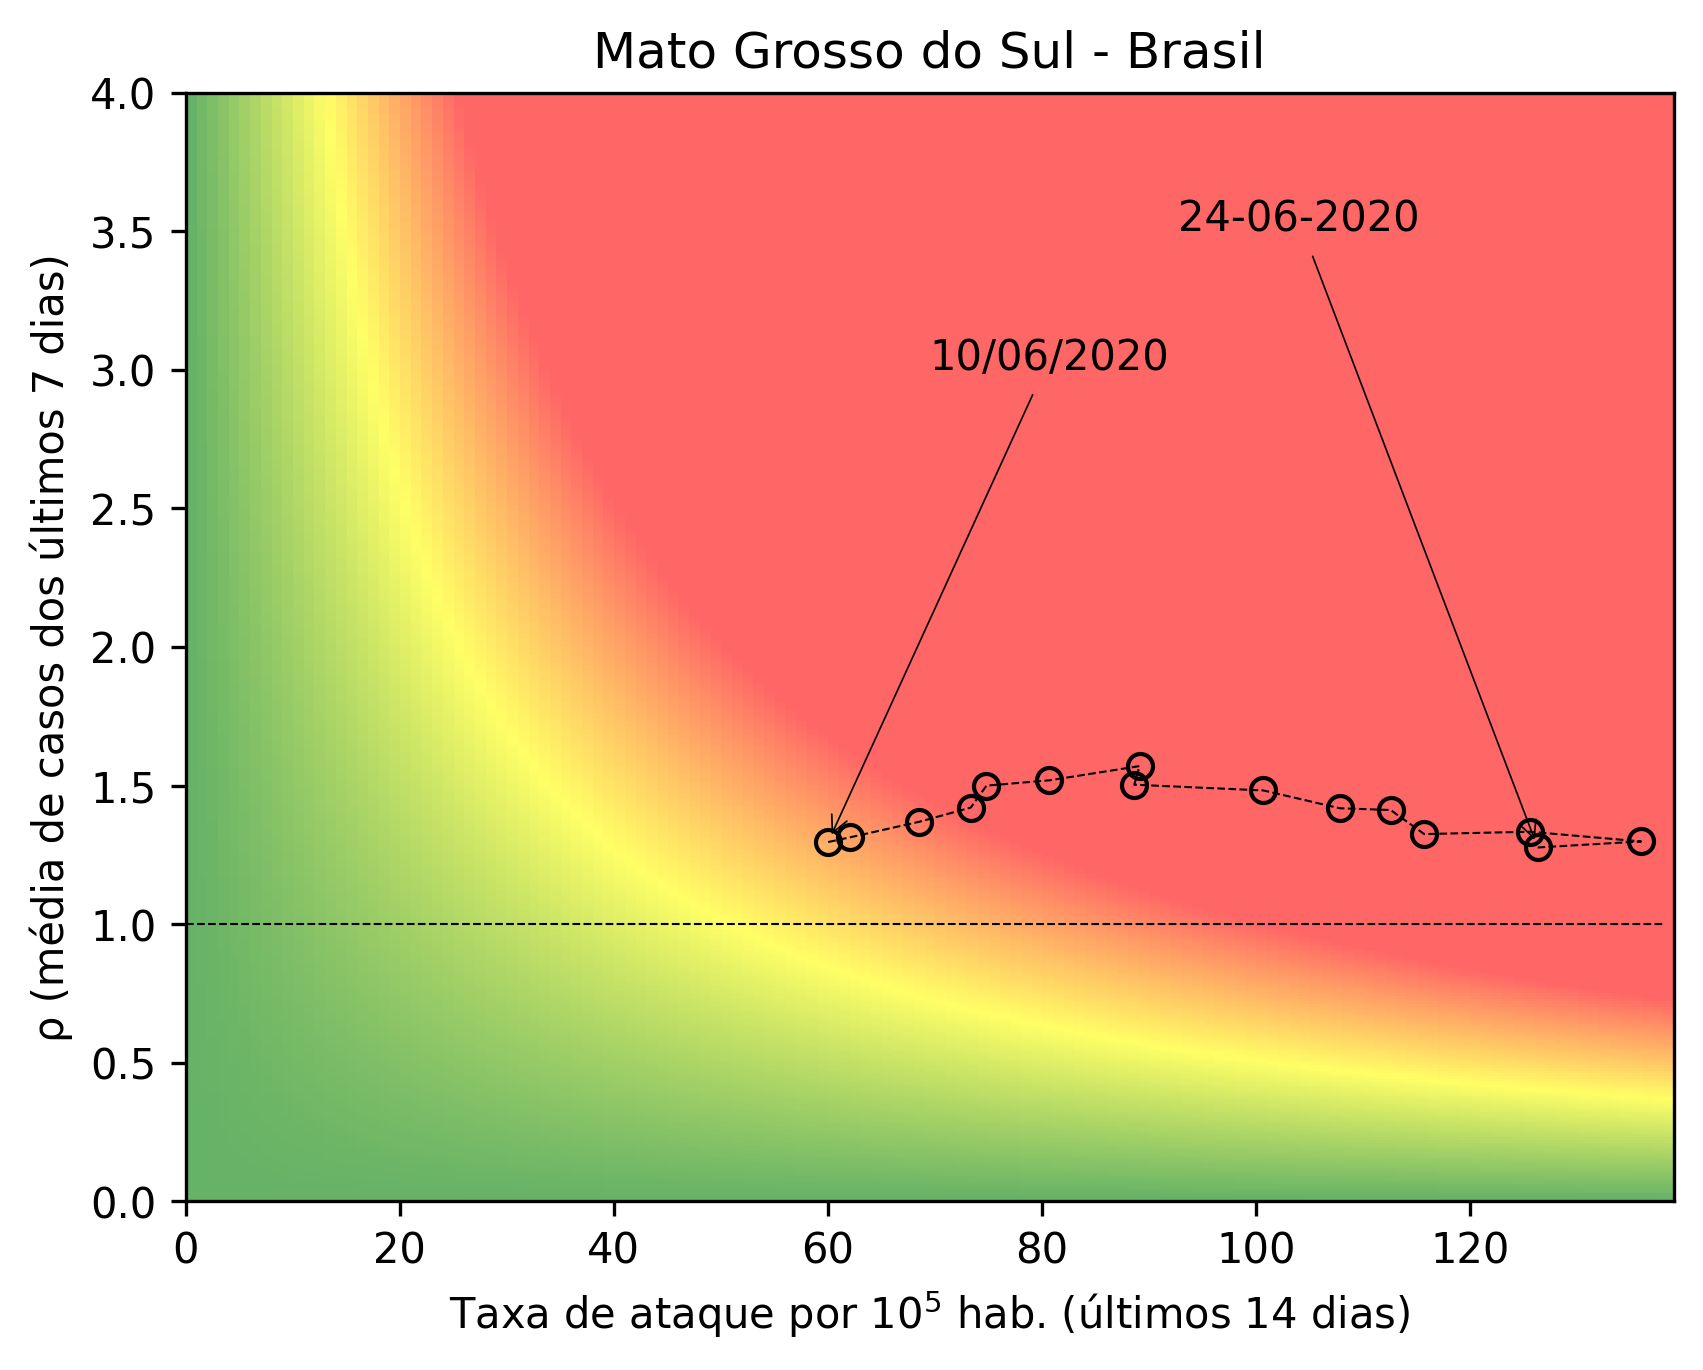 Mato Grosso do Sul - Brasil
4.0
3.5
3.0
2.5
2.0
1.5
1.0
0.5
0.0
ρ (média de casos dos últimos 7 dias)
24-06-2020
10/06/2020
0 20 40 60 80 100 120
Taxa de ataque por 10⁵ hab. (últimos 14 dias)